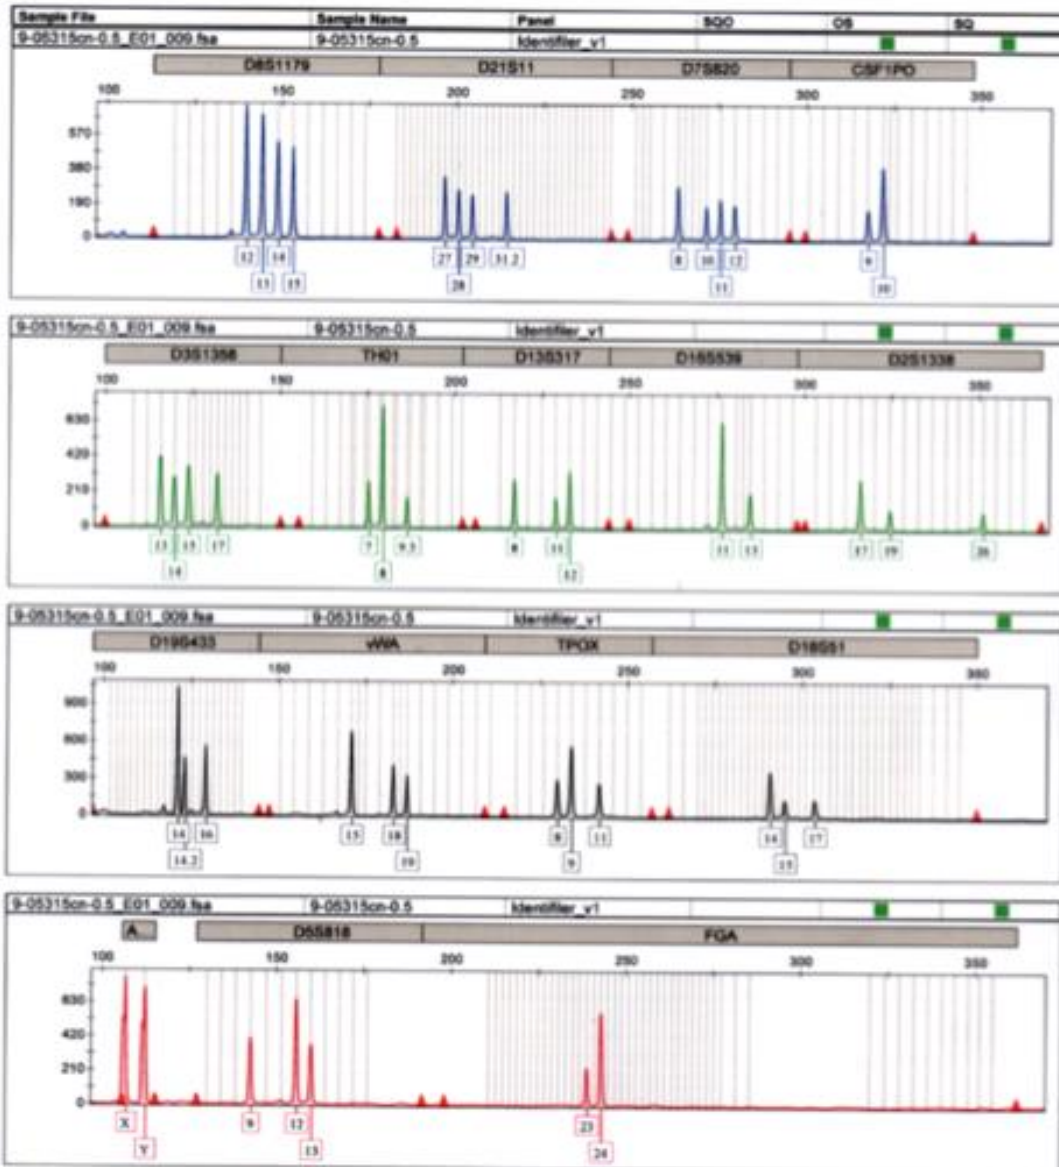 Sample File Sample Name Panel SQO OS SQ
9-05315cn-0.5_E01_009.fsa 9-05315cn-0.5 Identifiler_v1
D8S1179 D21S11 D7S820 CSF1PO
100 150 200 250 300 350
570
380
190
0
12 14 27 29 31.2 8 10 12 9
13 15 28 11 10
9-05315cn-0.5_E01_009.fsa 9-05315cn-0.5 Identifiler_v1
D3S1358 TH01 D13S317 D16S539 D2S1338
100 150 200 250 300 350
630
420
210
0
13 15 17 7 9.3 8 11 11 13 17 19 26
14 8 12
9-05315cn-0.5_E01_009.fsa 9-05315cn-0.5 Identifiler_v1
D19S433 vWA TPOX D18S51
100 150 200 250 300 350
900
600
300
0
14 16 15 18 8 11 14 17
14.2 19 9 15
9-05315cn-0.5_E01_009.fsa 9-05315cn-0.5 Identifiler_v1
A... D5S818 FGA
100 150 200 250 300 350
630
420
210
0
X 9 12 23
Y 13 24